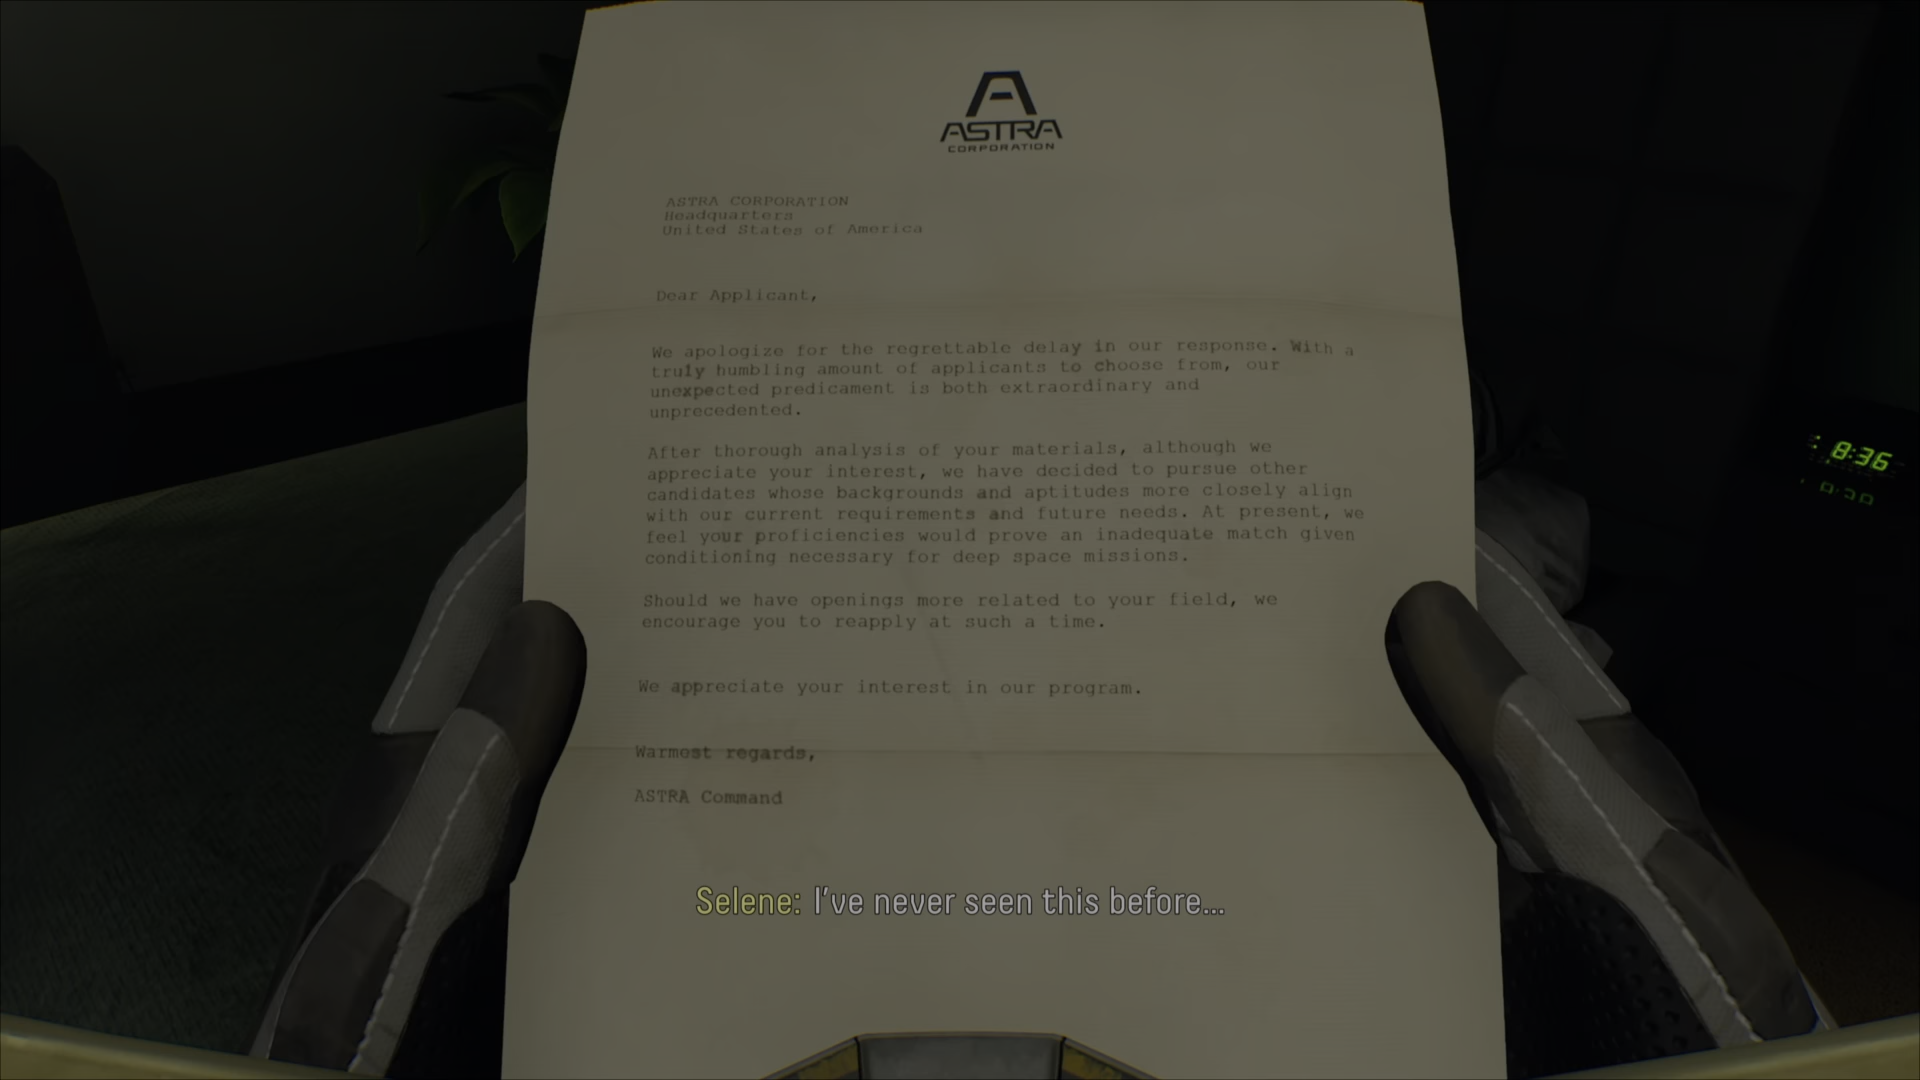 A
ASTRA
CORPORATION
ASTRA CORPORATION
Headquarters
United States of America
Dear Applicant,
We apologize for the regrettable delay in our response. With a
truly humbling amount of applicants to choose from, our
unexpected predicament is both extraordinary and
unprecedented.
After thorough analysis of your materials, although we
appreciate your interest, we have decided to pursue other
candidates whose backgrounds and aptitudes more closely align
with our current requirements and future needs. At present, we
feel your proficiencies would prove an inadequate match given
conditioning necessary for deep space missions.
Should we have openings more related to your field, we
encourage you to reapply at such a time.
We appreciate your interest in our program.
Warmest regards,
ASTRA Command
8:36
Selene: I've never seen this before...